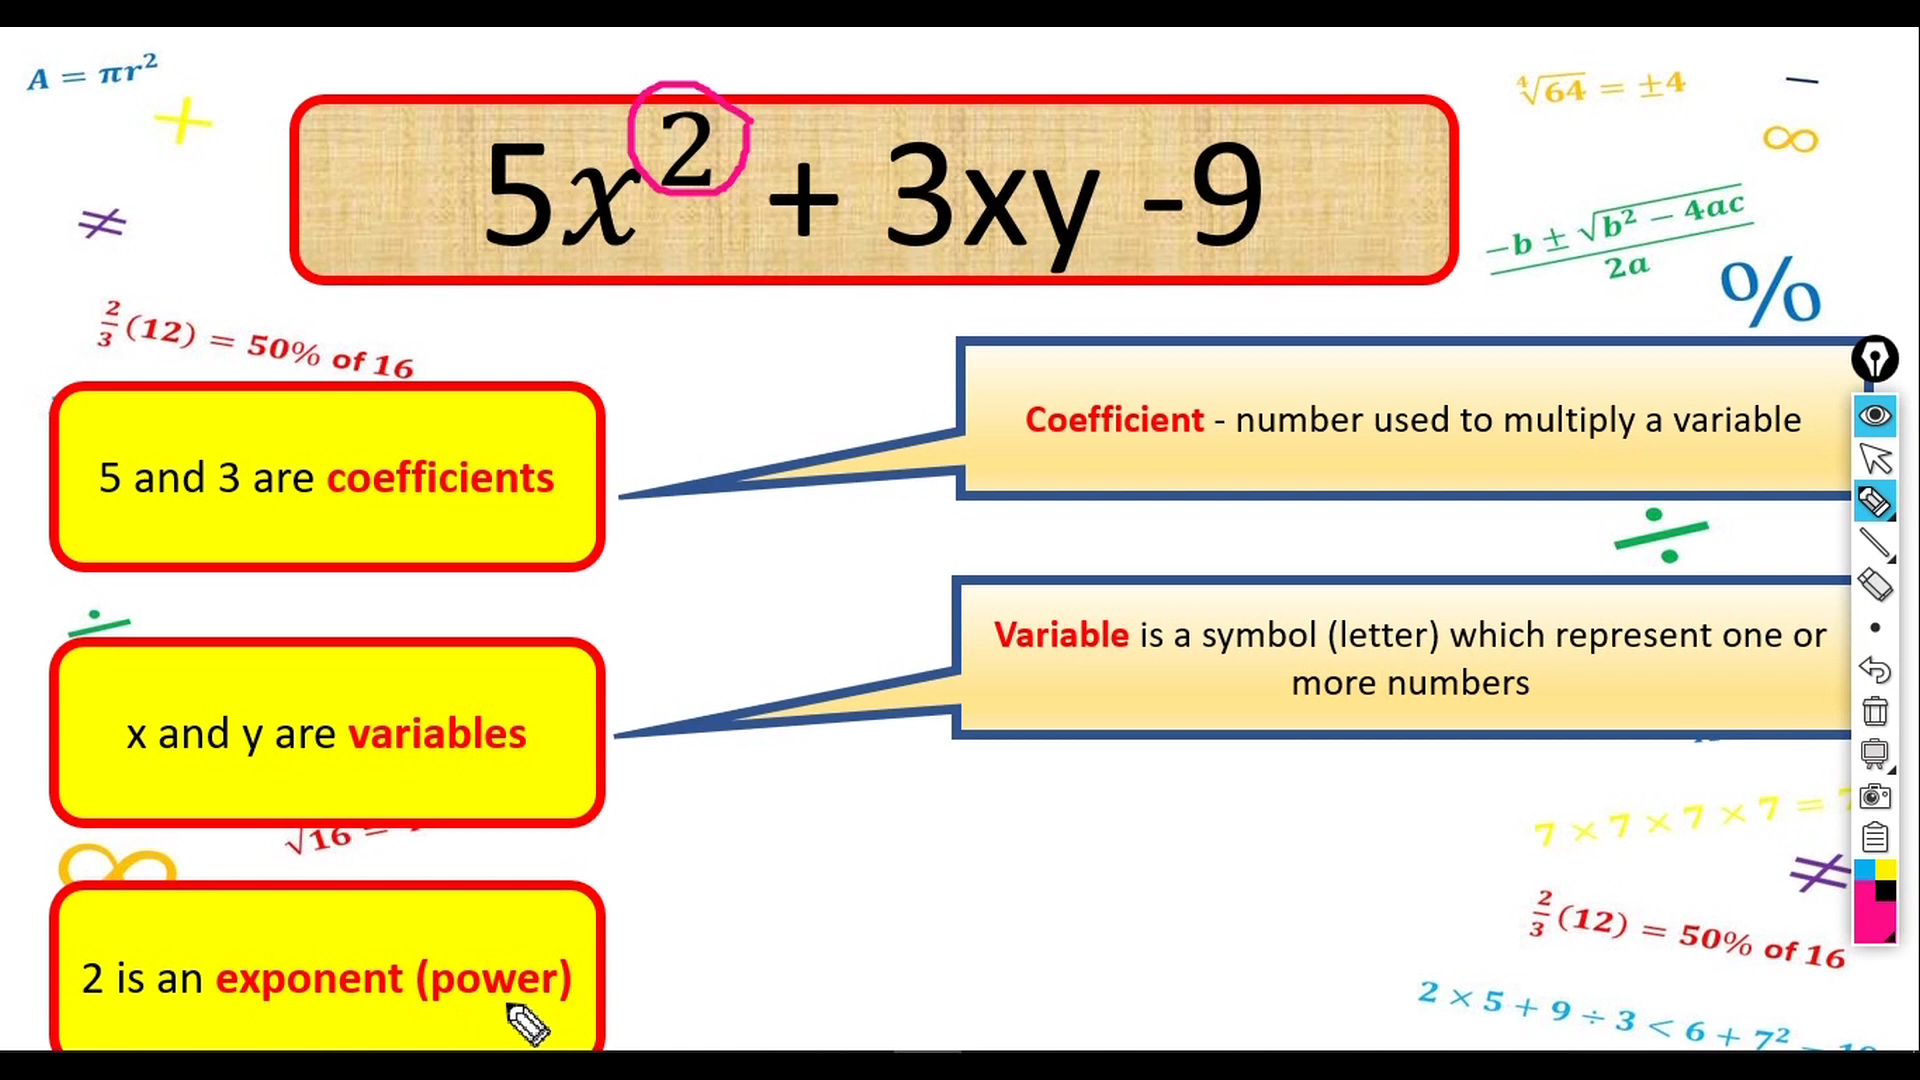 A = πr²
+
≠
⁴√64 = ±4
−
∞
5x² + 3xy -9
−b ± √b² − 4ac
2a
%
2/3 (12) = 50% of 16
Coefficient - number used to multiply a variable
5 and 3 are coefficients
÷
÷
Variable is a symbol (letter) which represent one or
more numbers
x and y are variables
√16 =
7 × 7 × 7 × 7 =
∞
≠
2/3 (12) = 50% of 16
2 is an exponent (power)
2 × 5 + 9 ÷ 3 < 6 + 7² −